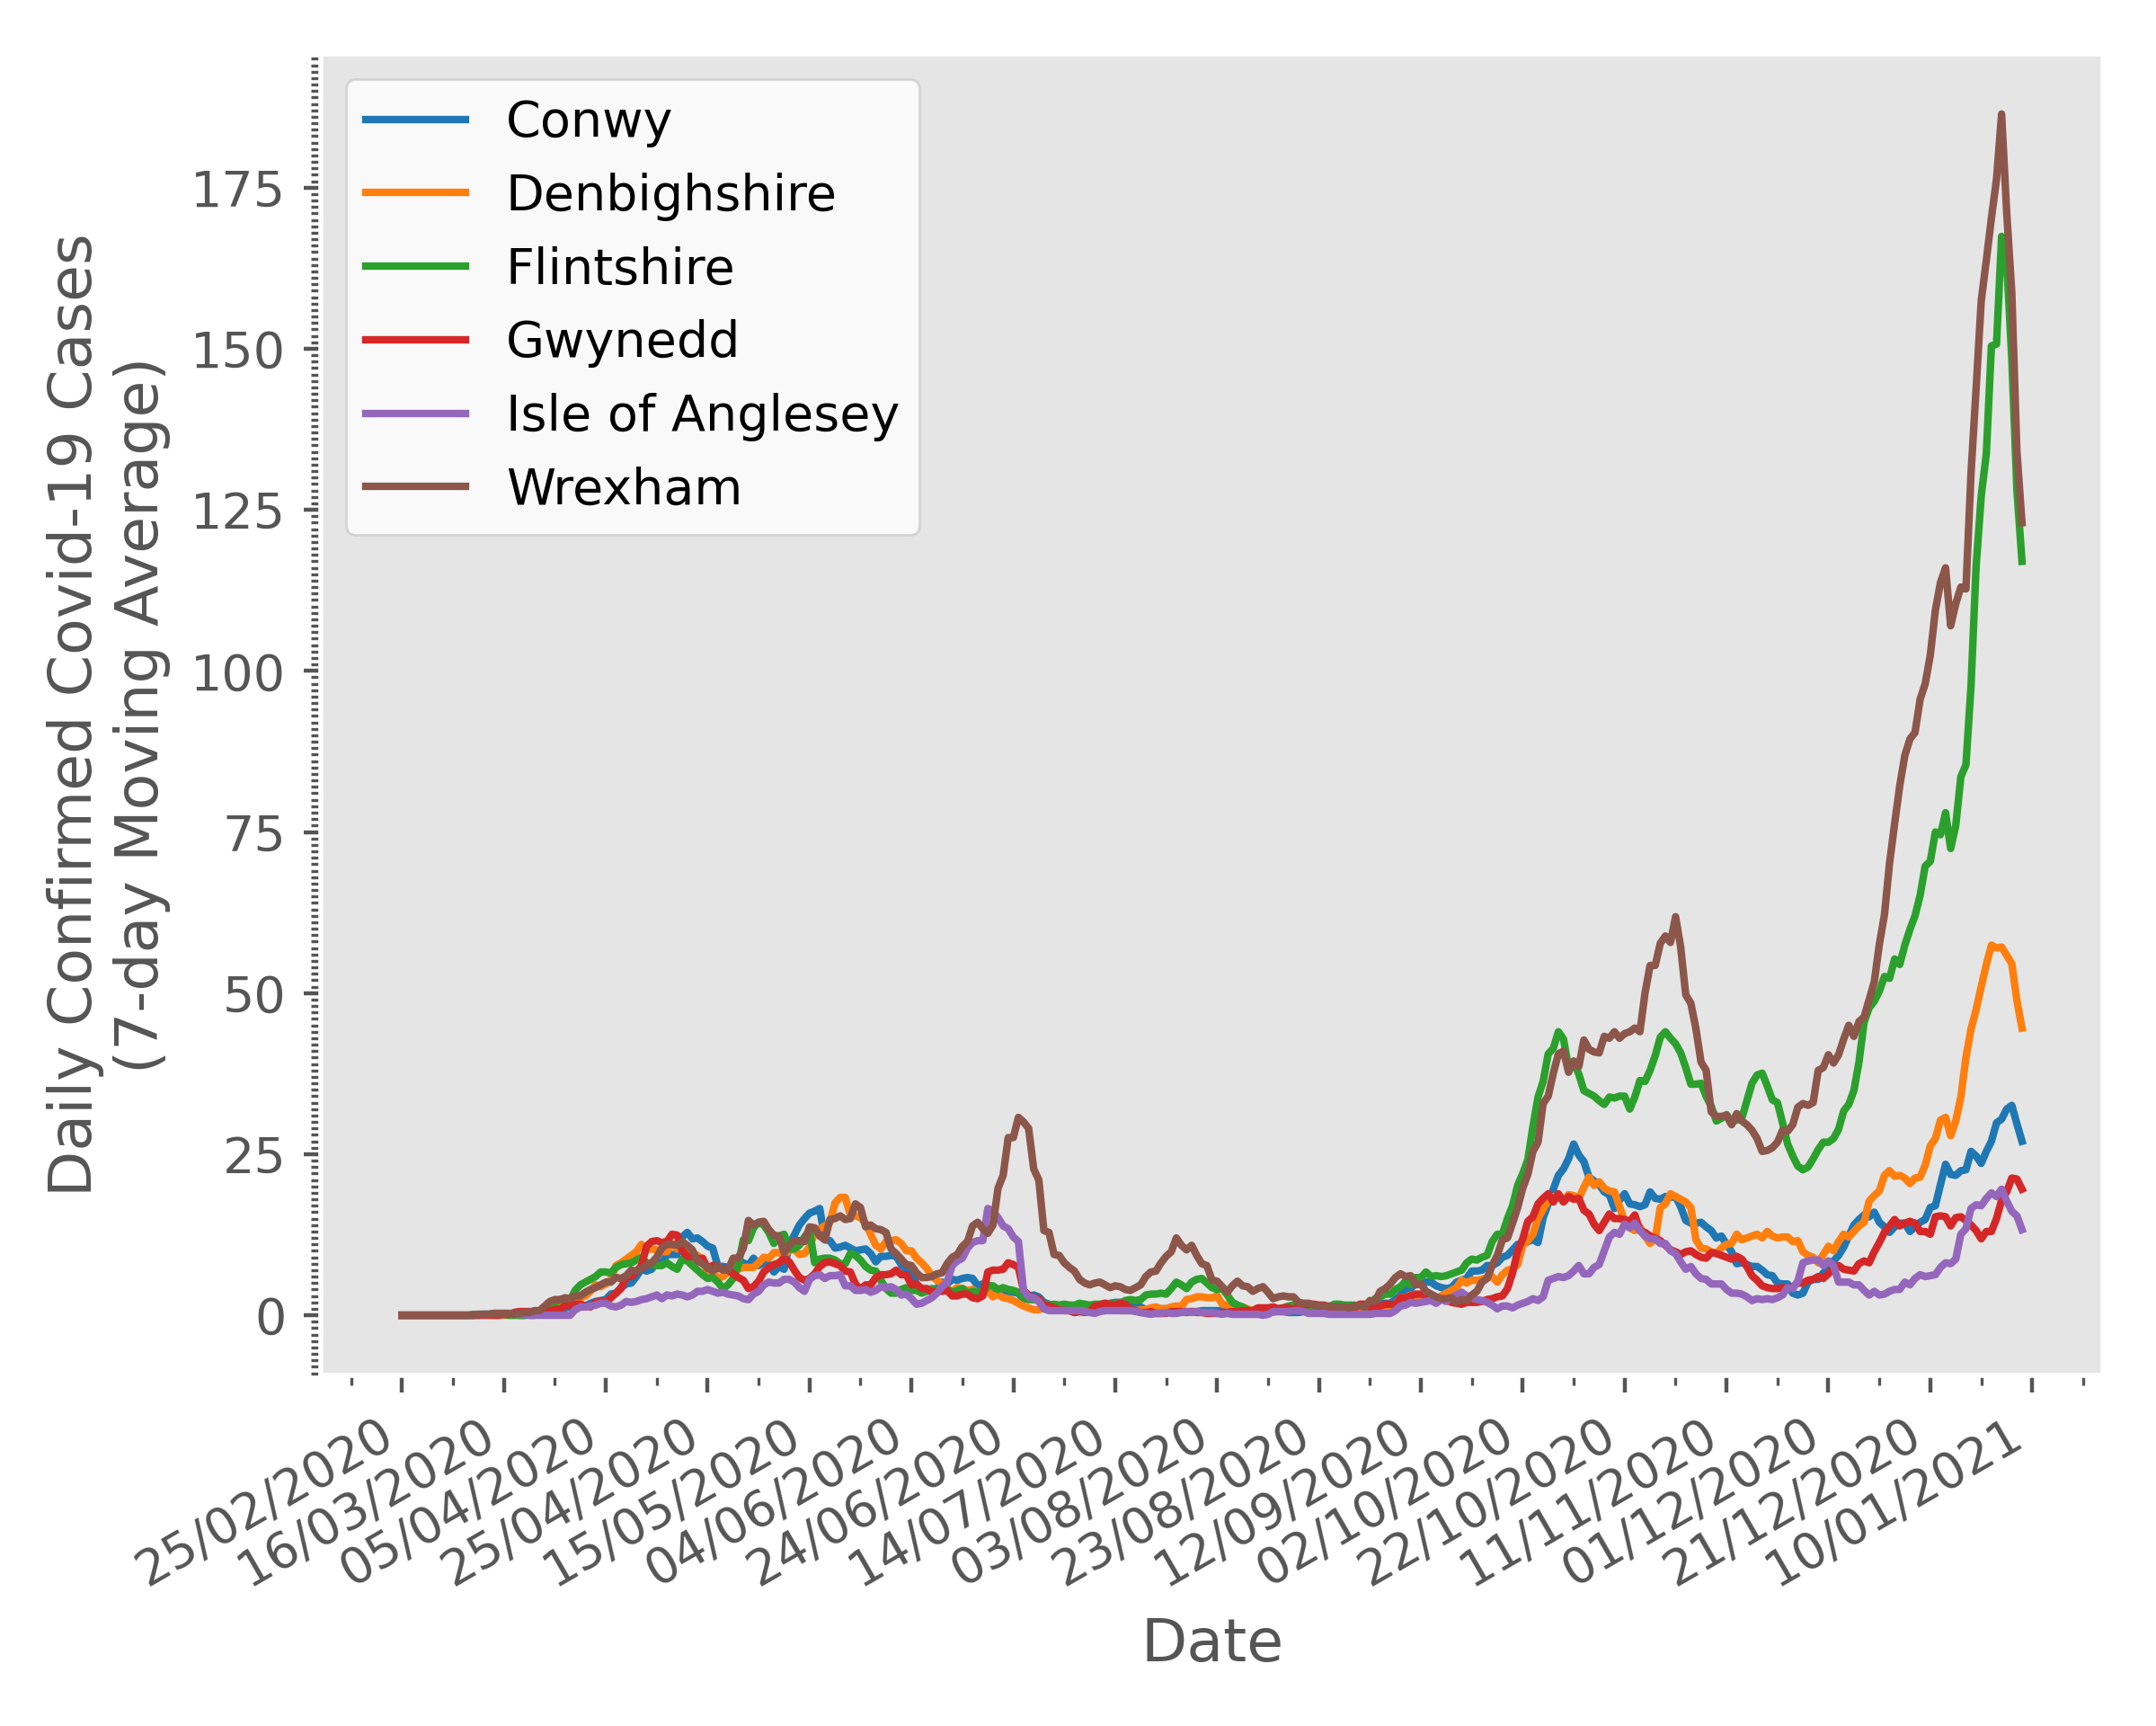 Conwy
Denbighshire
Flintshire
Gwynedd
Isle of Anglesey
Wrexham
Daily Confirmed Covid-19 Cases
(7-day Moving Average)
175
150
125
100
75
50
25
0
25/02/2020
16/03/2020
05/04/2020
25/04/2020
15/05/2020
04/06/2020
24/06/2020
14/07/2020
03/08/2020
23/08/2020
12/09/2020
02/10/2020
22/10/2020
11/11/2020
01/12/2020
21/12/2020
10/01/2021
Date